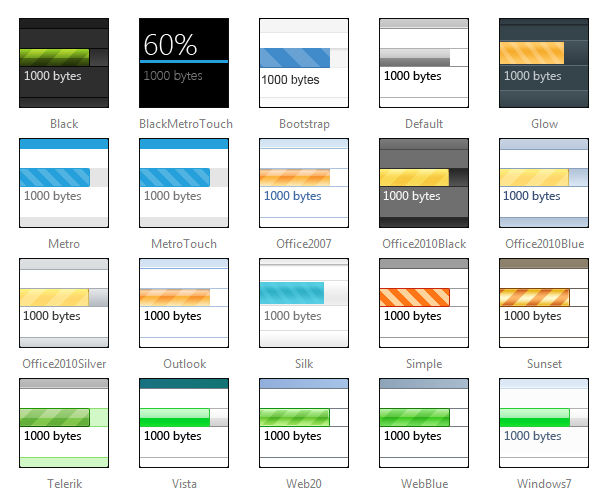 1000 bytes
Black
60%
1000 bytes
BlackMetroTouch
1000 bytes
Bootstrap
1000 bytes
Default
1000 bytes
Glow
1000 bytes
Metro
1000 bytes
MetroTouch
1000 bytes
Office2007
1000 bytes
Office2010Black
1000 bytes
Office2010Blue
1000 bytes
Office2010Silver
1000 bytes
Outlook
1000 bytes
Silk
1000 bytes
Simple
1000 bytes
Sunset
1000 bytes
Telerik
1000 bytes
Vista
1000 bytes
Web20
1000 bytes
WebBlue
1000 bytes
Windows7